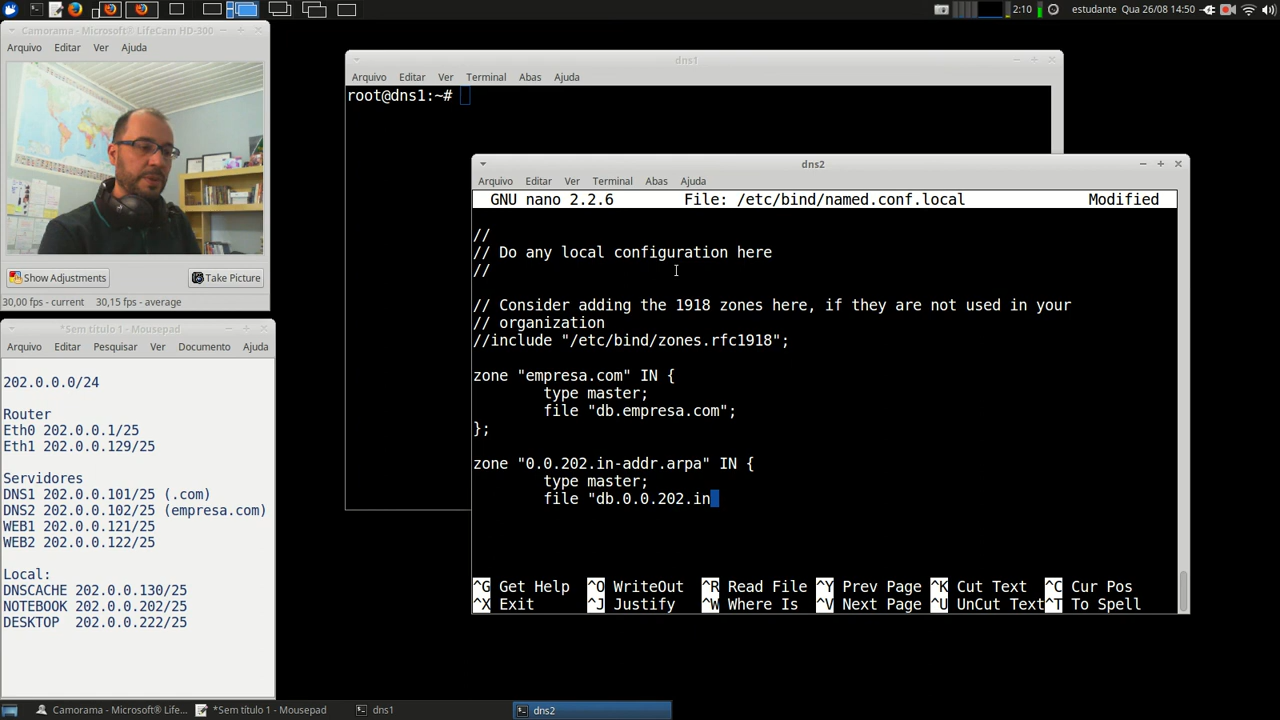 2:10
estudante Qua 26/08 14:50
Camorama - Microsoft® LifeCam HD-300
Arquivo Editar Ver Ajuda
Show Adjustments
Take Picture
30,00 fps - current 30,15 fps - average
*Sem título 1 - Mousepad
Arquivo Editar Pesquisar Ver Documento Ajuda
202.0.0.0/24
Router
Eth0 202.0.0.1/25
Eth1 202.0.0.129/25
Servidores
DNS1 202.0.0.101/25 (.com)
DNS2 202.0.0.102/25 (empresa.com)
WEB1 202.0.0.121/25
WEB2 202.0.0.122/25
Local:
DNSCACHE 202.0.0.130/25
NOTEBOOK 202.0.0.202/25
DESKTOP 202.0.0.222/25
dns1
Arquivo Editar Ver Terminal Abas Ajuda
root@dns1:~#
dns2
Arquivo Editar Ver Terminal Abas Ajuda
GNU nano 2.2.6 File: /etc/bind/named.conf.local Modified
//
// Do any local configuration here
//
// Consider adding the 1918 zones here, if they are not used in your
// organization
//include "/etc/bind/zones.rfc1918";
zone "empresa.com" IN {
type master;
file "db.empresa.com";
};
zone "0.0.202.in-addr.arpa" IN {
type master;
file "db.0.0.202.in
^G Get Help ^O WriteOut ^R Read File ^Y Prev Page ^K Cut Text ^C Cur Pos
^X Exit ^J Justify ^W Where Is ^V Next Page ^U UnCut Text ^T To Spell
Camorama - Microsoft® LifeC...
*Sem título 1 - Mousepad
dns1
dns2